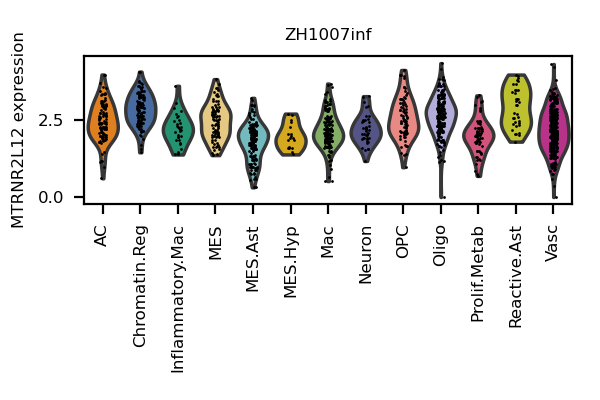 ZH1007inf
MTRNR2L12 expression
2.5
0.0
AC
Chromatin.Reg
Inflammatory.Mac
MES
MES.Ast
MES.Hyp
Mac
Neuron
OPC
Oligo
Prolif.Metab
Reactive.Ast
Vasc